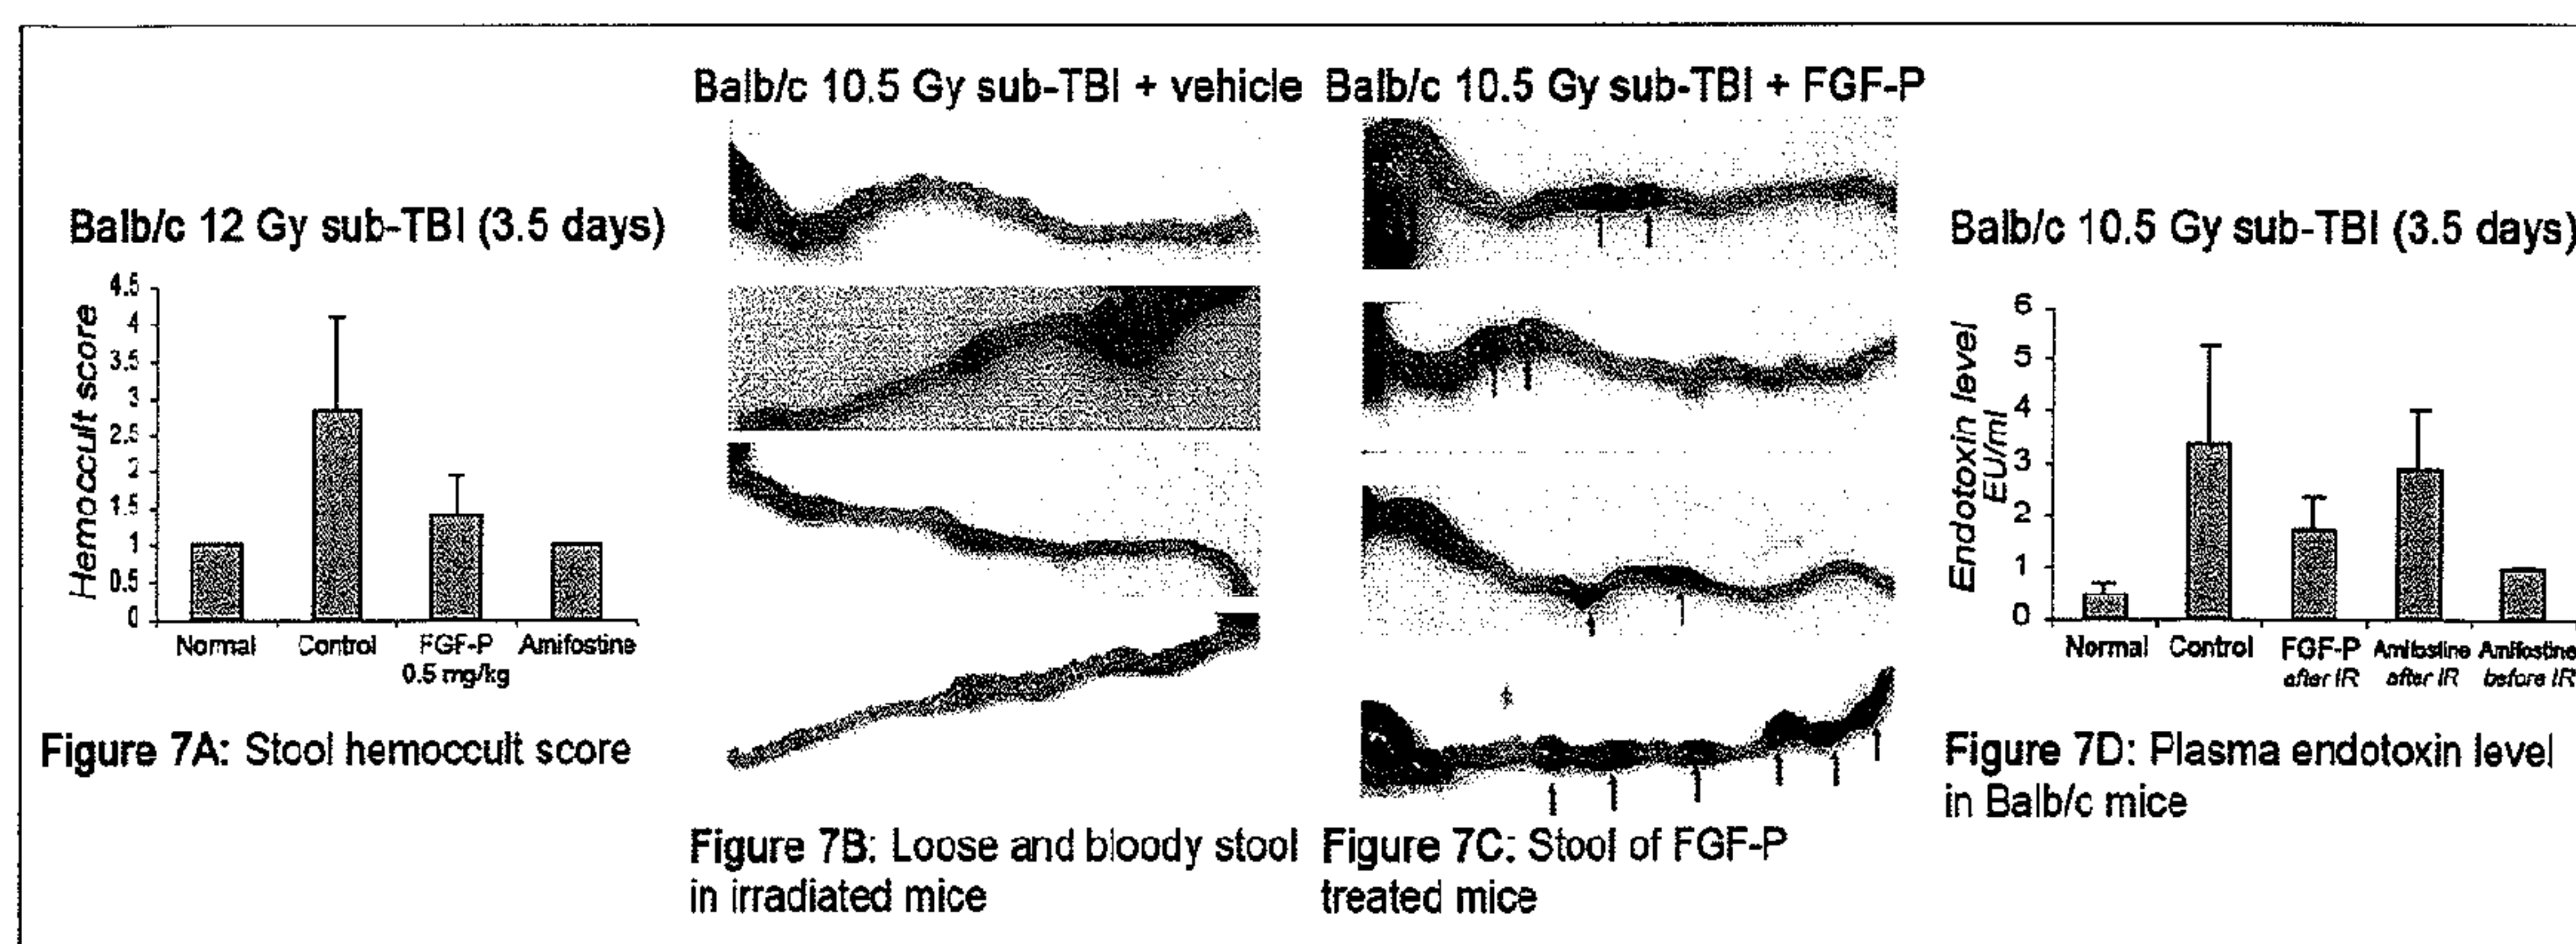 Balb/c 12 Gy sub-TBI (3.5 days)
Hemoccult score
4.5
4
3.5
3
2.5
2
1.5
1
0.5
0
Normal Control FGF-P Amifostine
0.5 mg/kg
Figure 7A: Stool hemoccult score
Balb/c 10.5 Gy sub-TBI + vehicle
Figure 7B: Loose and bloody stool
in irradiated mice
Balb/c 10.5 Gy sub-TBI + FGF-P
Figure 7C: Stool of FGF-P
treated mice
Balb/c 10.5 Gy sub-TBI (3.5 days)
Endotoxin level
EU/ml
6
5
4
3
2
1
0
Normal Control FGF-P Amifostine Amifostine
after IR after IR before IR
Figure 7D: Plasma endotoxin level
in Balb/c mice